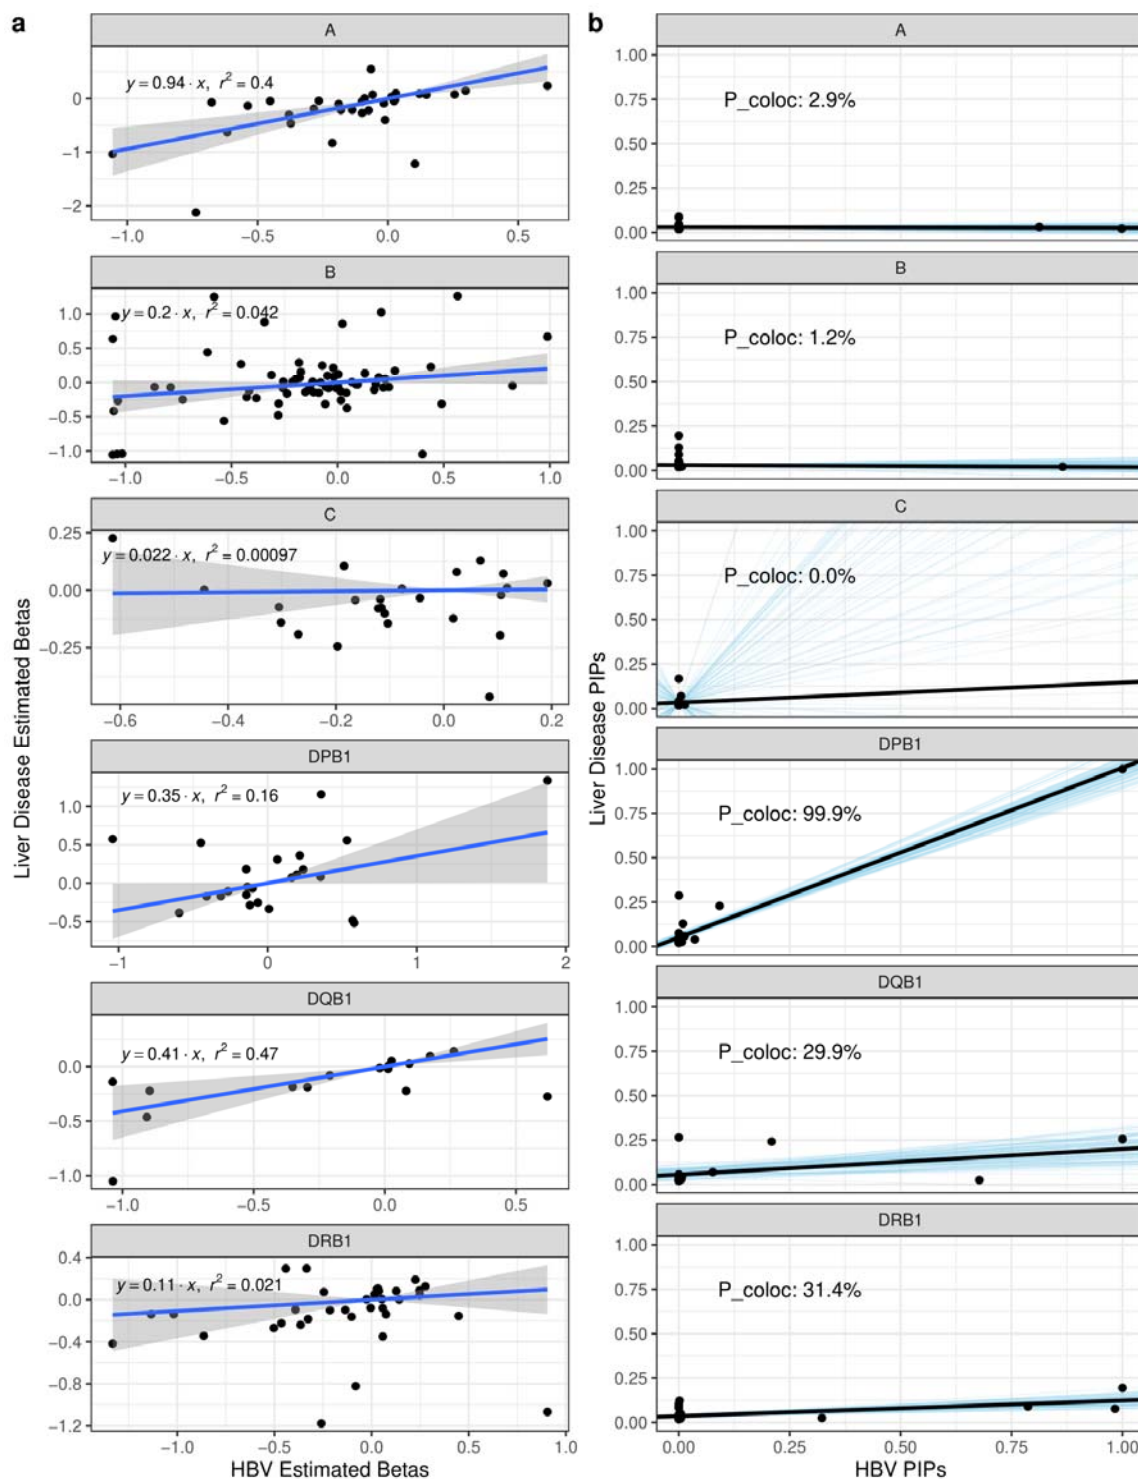 a
Liver Disease Estimated Betas
A
y = 0.94 · x, r² = 0.4
0
−1
−2
−1.0 −0.5 0.0 0.5
B
y = 0.2 · x, r² = 0.042
1.0
0.5
0.0
−0.5
−1.0
−1.0 −0.5 0.0 0.5 1.0
C
y = 0.022 · x, r² = 0.00097
0.25
0.00
−0.25
−0.6 −0.4 −0.2 0.0 0.2
DPB1
y = 0.35 · x, r² = 0.16
1.0
0.5
0.0
−0.5
−1 0 1 2
DQB1
y = 0.41 · x, r² = 0.47
0.0
−0.5
−1.0
−1.0 −0.5 0.0 0.5
DRB1
y = 0.11 · x, r² = 0.021
0.4
0.0
−0.4
−0.8
−1.2
−1.0 −0.5 0.0 0.5 1.0
HBV Estimated Betas
b
Liver Disease PIPs
A
P_coloc: 2.9%
1.00
0.75
0.50
0.25
0.00
B
P_coloc: 1.2%
1.00
0.75
0.50
0.25
0.00
C
P_coloc: 0.0%
1.00
0.75
0.50
0.25
0.00
DPB1
P_coloc: 99.9%
1.00
0.75
0.50
0.25
0.00
DQB1
P_coloc: 29.9%
1.00
0.75
0.50
0.25
0.00
DRB1
P_coloc: 31.4%
1.00
0.75
0.50
0.25
0.00
0.00 0.25 0.50 0.75 1.00
HBV PIPs